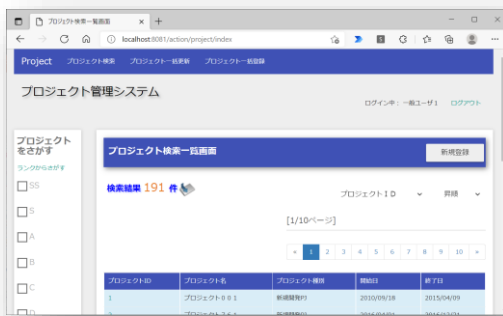 プロジェクト検索一覧画面
localhost:8081/action/project/index
Project プロジェクト検索 プロジェクト一括更新 プロジェクト一括登録
プロジェクト管理システム
ログイン中： 一般ユーザ1 ログアウト
プロジェクト
をさがす
ランクからさがす
SS
S
A
B
C
D
プロジェクト検索一覧画面
新規登録
検索結果 191 件
プロジェクトID 昇順
[1/10ページ]
« 1 2 3 4 5 6 7 8 9 10 »
プロジェクトID プロジェクト名 プロジェクト種別 開始日 終了日
1 プロジェクト００１ 新規開発PJ 2010/09/18 2015/04/09